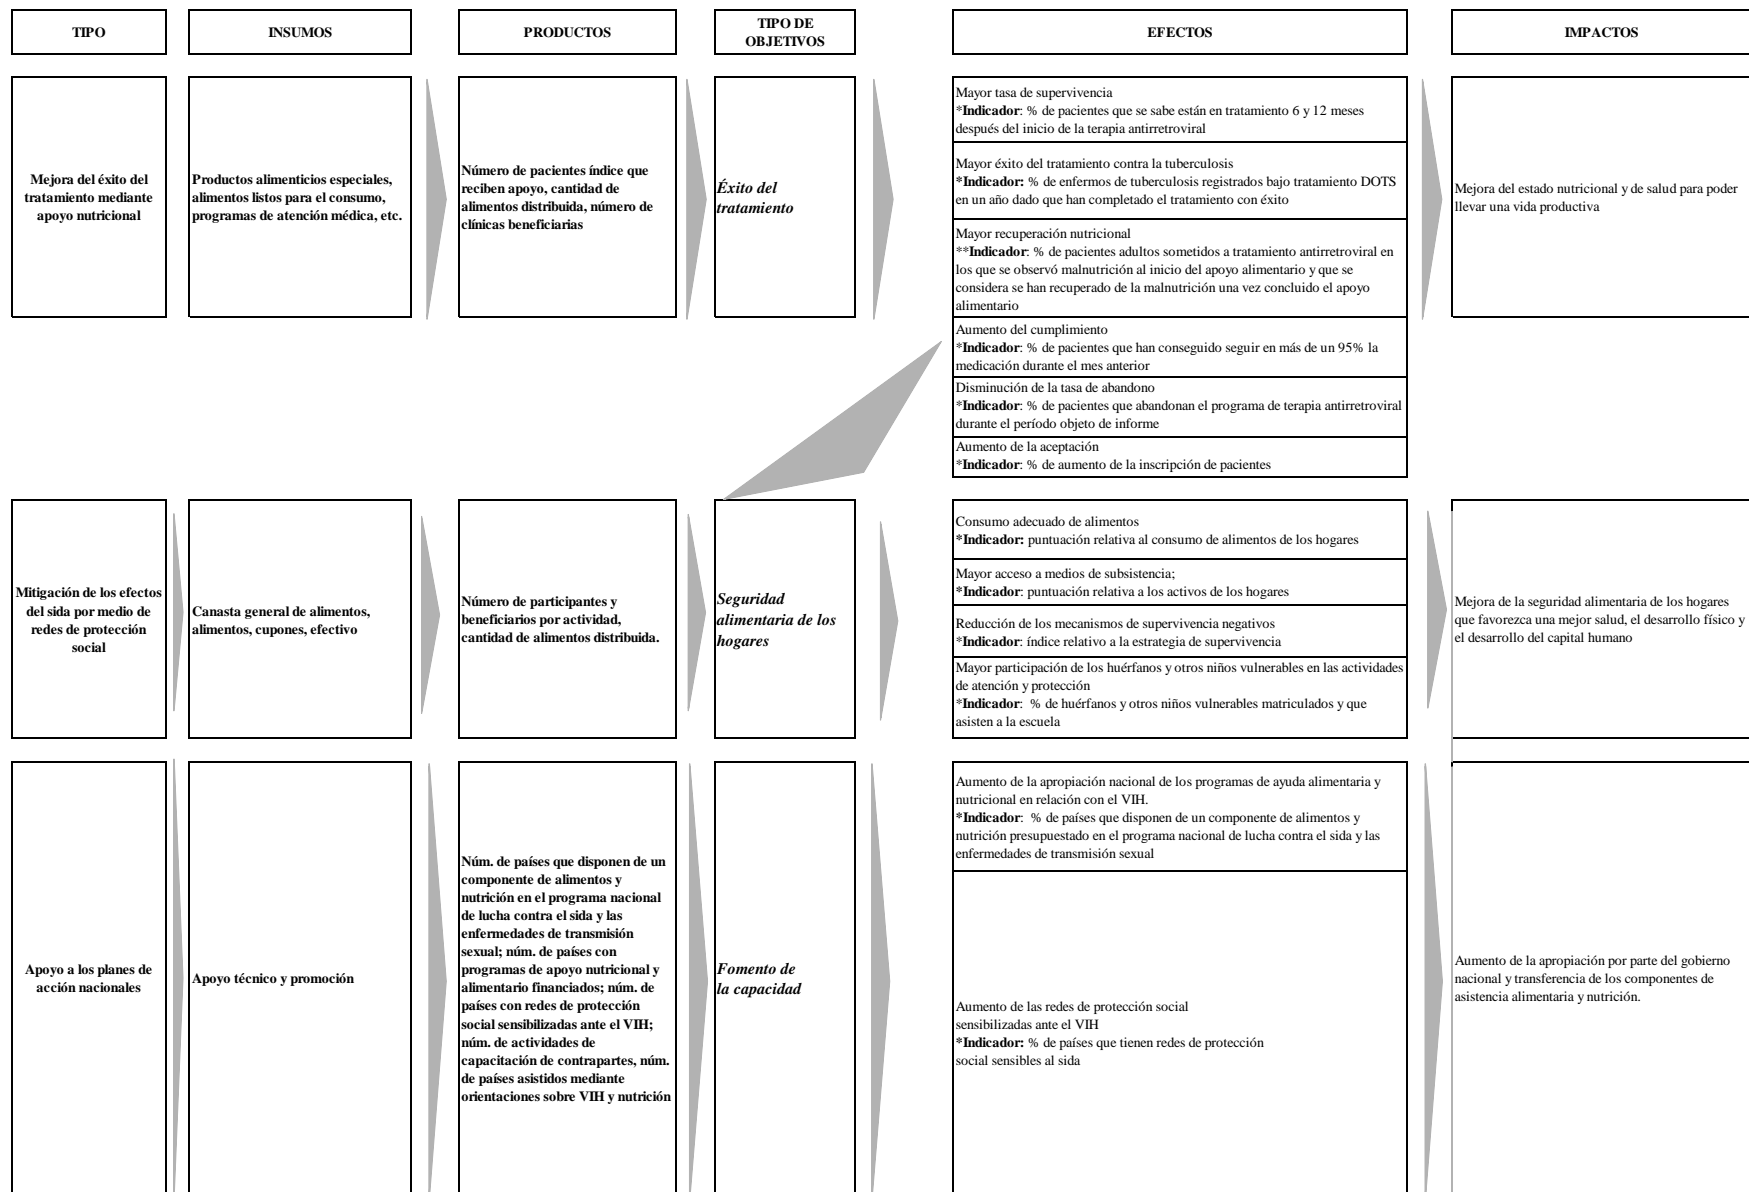 TIPO
INSUMOS
PRODUCTOS
TIPO DE
OBJETIVOS
EFECTOS
IMPACTOS
Mejora del éxito del
tratamiento mediante
apoyo nutricional
Productos alimenticios especiales,
alimentos listos para el consumo,
programas de atención médica, etc.
Número de pacientes índice que
reciben apoyo, cantidad de
alimentos distribuida, número de
clínicas beneficiarias
Éxito del
tratamiento
Mayor tasa de supervivencia
*Indicador: % de pacientes que se sabe están en tratamiento 6 y 12 meses
después del inicio de la terapia antirretroviral
Mayor éxito del tratamiento contra la tuberculosis
*Indicador: % de enfermos de tuberculosis registrados bajo tratamiento DOTS
en un año dado que han completado el tratamiento con éxito
Mayor recuperación nutricional
**Indicador: % de pacientes adultos sometidos a tratamiento antirretroviral en
los que se observó malnutrición al inicio del apoyo alimentario y que se
considera se han recuperado de la malnutrición una vez concluido el apoyo
alimentario
Aumento del cumplimiento
*Indicador: % de pacientes que han conseguido seguir en más de un 95% la
medicación durante el mes anterior
Disminución de la tasa de abandono
*Indicador: % de pacientes que abandonan el programa de terapia antirretroviral
durante el período objeto de informe
Aumento de la aceptación
*Indicador: % de aumento de la inscripción de pacientes
Mejora del estado nutricional y de salud para poder
llevar una vida productiva
Mitigación de los efectos
del sida por medio de
redes de protección
social
Canasta general de alimentos,
alimentos, cupones, efectivo
Número de participantes y
beneficiarios por actividad,
cantidad de alimentos distribuida.
Seguridad
alimentaria de los
hogares
Consumo adecuado de alimentos
*Indicador: puntuación relativa al consumo de alimentos de los hogares
Mayor acceso a medios de subsistencia;
*Indicador: puntuación relativa a los activos de los hogares
Reducción de los mecanismos de supervivencia negativos
*Indicador: índice relativo a la estrategia de supervivencia
Mayor participación de los huérfanos y otros niños vulnerables en las actividades
de atención y protección
*Indicador: % de huérfanos y otros niños vulnerables matriculados y que
asisten a la escuela
Mejora de la seguridad alimentaria de los hogares
que favorezca una mejor salud, el desarrollo físico y
el desarrollo del capital humano
Apoyo a los planes de
acción nacionales
Apoyo técnico y promoción
Núm. de países que disponen de un
componente de alimentos y
nutrición en el programa nacional
de lucha contra el sida y las
enfermedades de transmisión
sexual; núm. de países con
programas de apoyo nutricional y
alimentario financiados; núm. de
países con redes de protección
social sensibilizadas ante el VIH;
núm. de actividades de
capacitación de contrapartes, núm.
de países asistidos mediante
orientaciones sobre VIH y nutrición
Fomento de
la capacidad
Aumento de la apropiación nacional de los programas de ayuda alimentaria y
nutricional en relación con el VIH.
*Indicador: % de países que disponen de un componente de alimentos y
nutrición presupuestado en el programa nacional de lucha contra el sida y las
enfermedades de transmisión sexual
Aumento de las redes de protección social
sensibilizadas ante el VIH
*Indicador: % de países que tienen redes de protección
social sensibles al sida
Aumento de la apropiación por parte del gobierno
nacional y transferencia de los componentes de
asistencia alimentaria y nutrición.